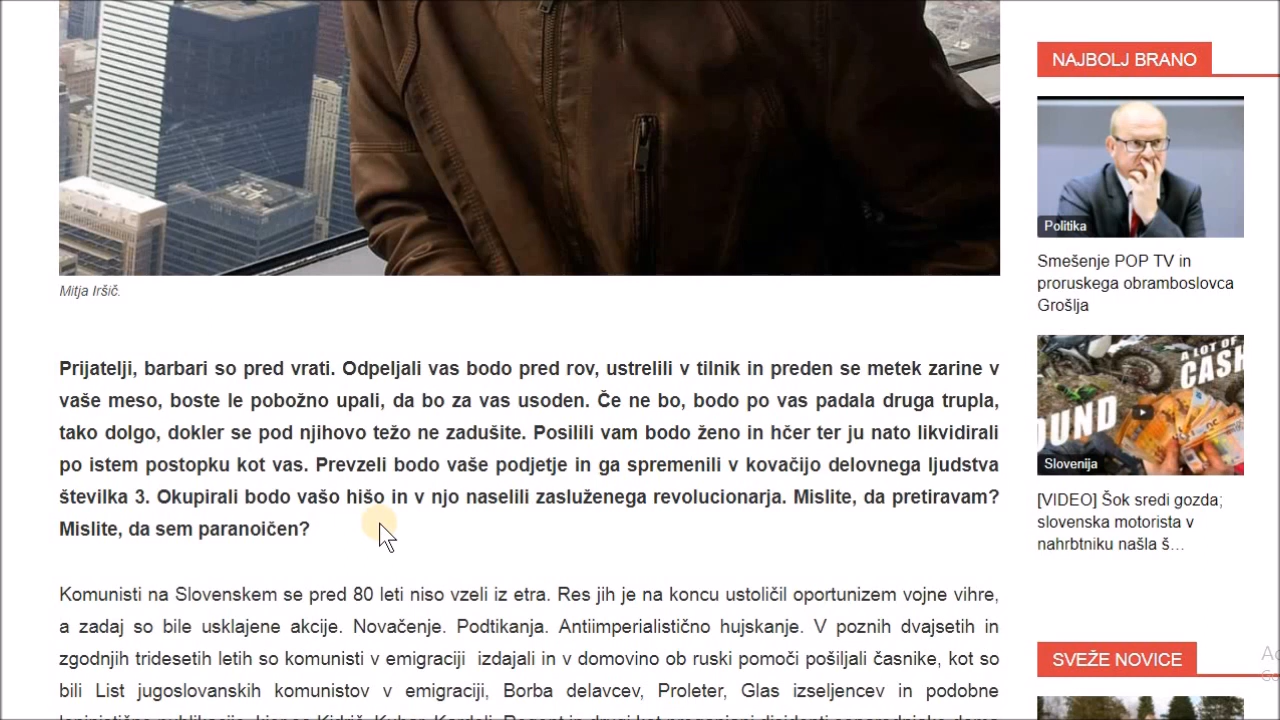 Mitja Iršič.
Prijatelji, barbari so pred vrati. Odpeljali vas bodo pred rov, ustrelili v tilnik in preden se metek zarine v
vaše meso, boste le pobožno upali, da bo za vas usoden. Če ne bo, bodo po vas padala druga trupla,
tako dolgo, dokler se pod njihovo težo ne zadušite. Posilili vam bodo ženo in hčer ter ju nato likvidirali
po istem postopku kot vas. Prevzeli bodo vaše podjetje in ga spremenili v kovačijo delovnega ljudstva
številka 3. Okupirali bodo vašo hišo in v njo naselili zasluženega revolucionarja. Mislite, da pretiravam?
Mislite, da sem paranoičen?
Komunisti na Slovenskem se pred 80 leti niso vzeli iz etra. Res jih je na koncu ustoličil oportunizem vojne vihre,
a zadaj so bile usklajene akcije. Novačenje. Podtikanja. Antiimperialistično hujskanje. V poznih dvajsetih in
zgodnjih tridesetih letih so komunisti v emigraciji izdajali in v domovino ob ruski pomoči pošiljali časnike, kot so
bili List jugoslovanskih komunistov v emigraciji, Borba delavcev, Proleter, Glas izseljencev in podobne
NAJBOLJ BRANO
Politika
Smešenje POP TV in
proruskega obramboslovca
Grošlja
A LOT OF
CASH
OUND
Slovenija
[VIDEO] Šok sredi gozda;
slovenska motorista v
nahrbtniku našla š…
SVEŽE NOVICE